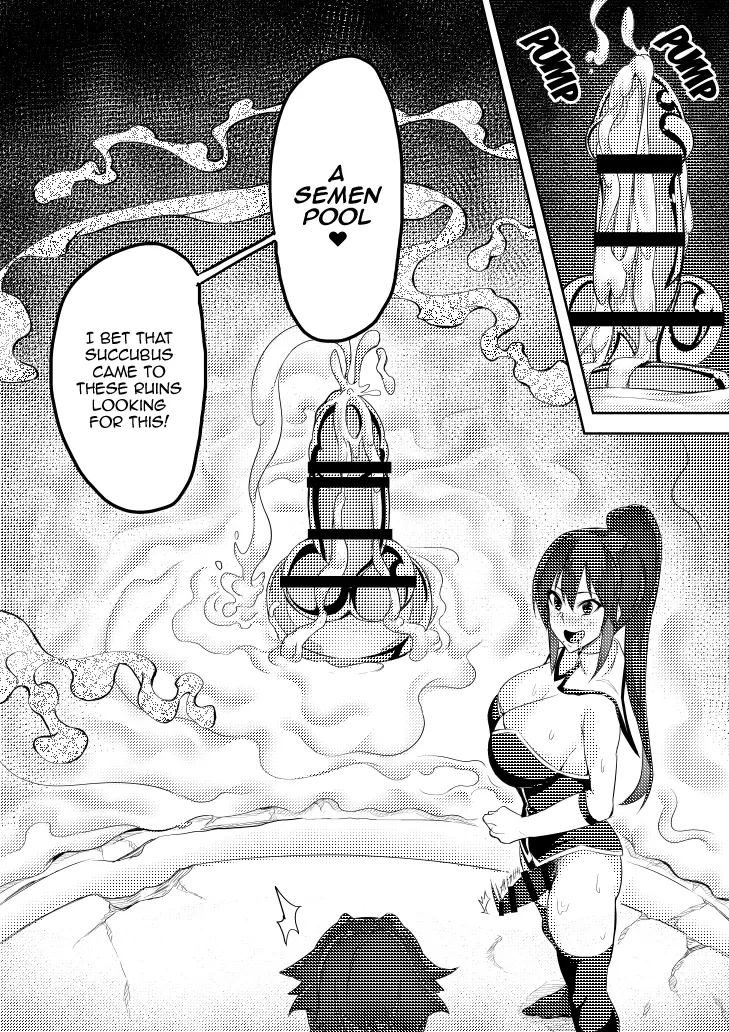 PUMP
PUMP
A
SEMEN
POOL
♥
I BET THAT
SUCCUBUS
CAME TO
THESE RUINS
LOOKING
FOR THIS!